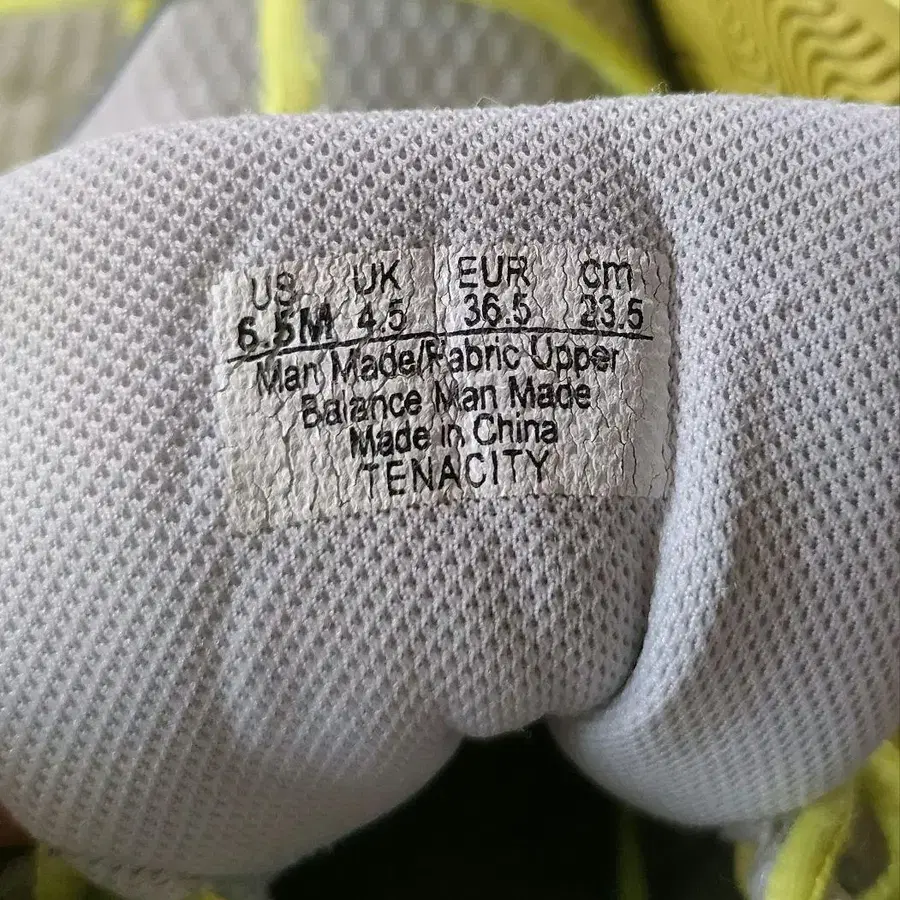 US UK EUR cm
6.5M 4.5 36.5 23.5
Man Made/Fabric Upper
Balance Man Made
Made in China
TENACITY